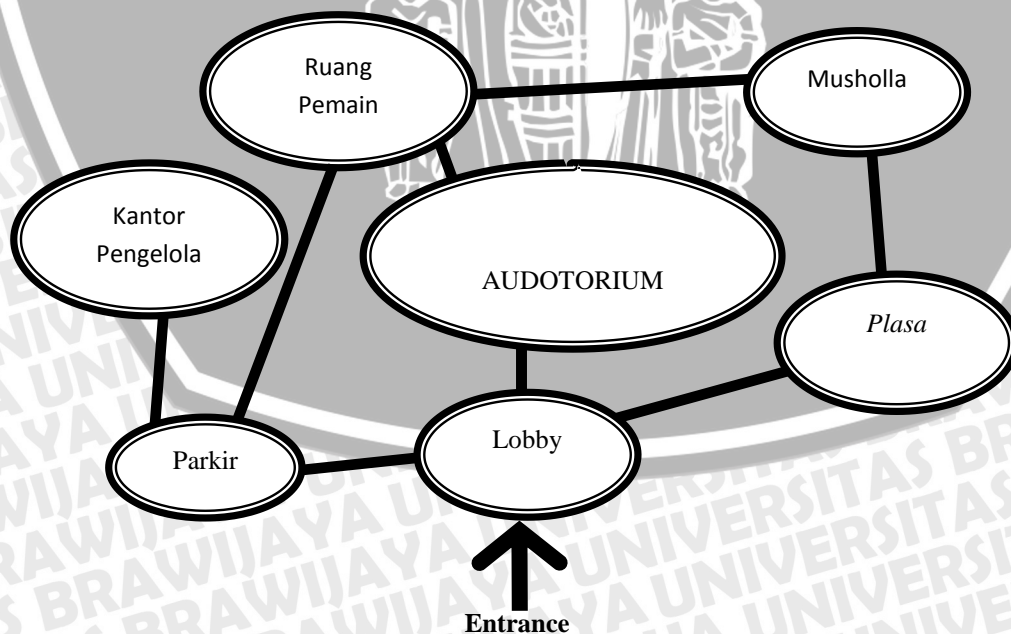 Ruang
Pemain
Musholla
Kantor
Pengelola
AUDOTORIUM
Plasa
Lobby
Parkir
Entrance